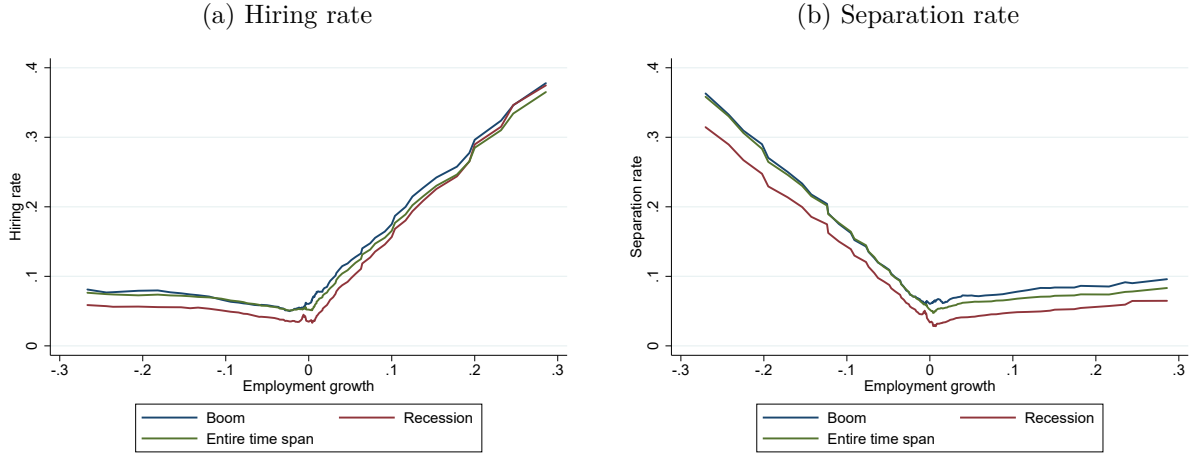 (a) Hiring rate
.4
.3
.2
.1
0
Hiring rate
-.3 -.2 -.1 0 .1 .2 .3
Employment growth
Boom Recession
Entire time span
(b) Separation rate
.4
.3
.2
.1
0
Separation rate
-.3 -.2 -.1 0 .1 .2 .3
Employment growth
Boom Recession
Entire time span